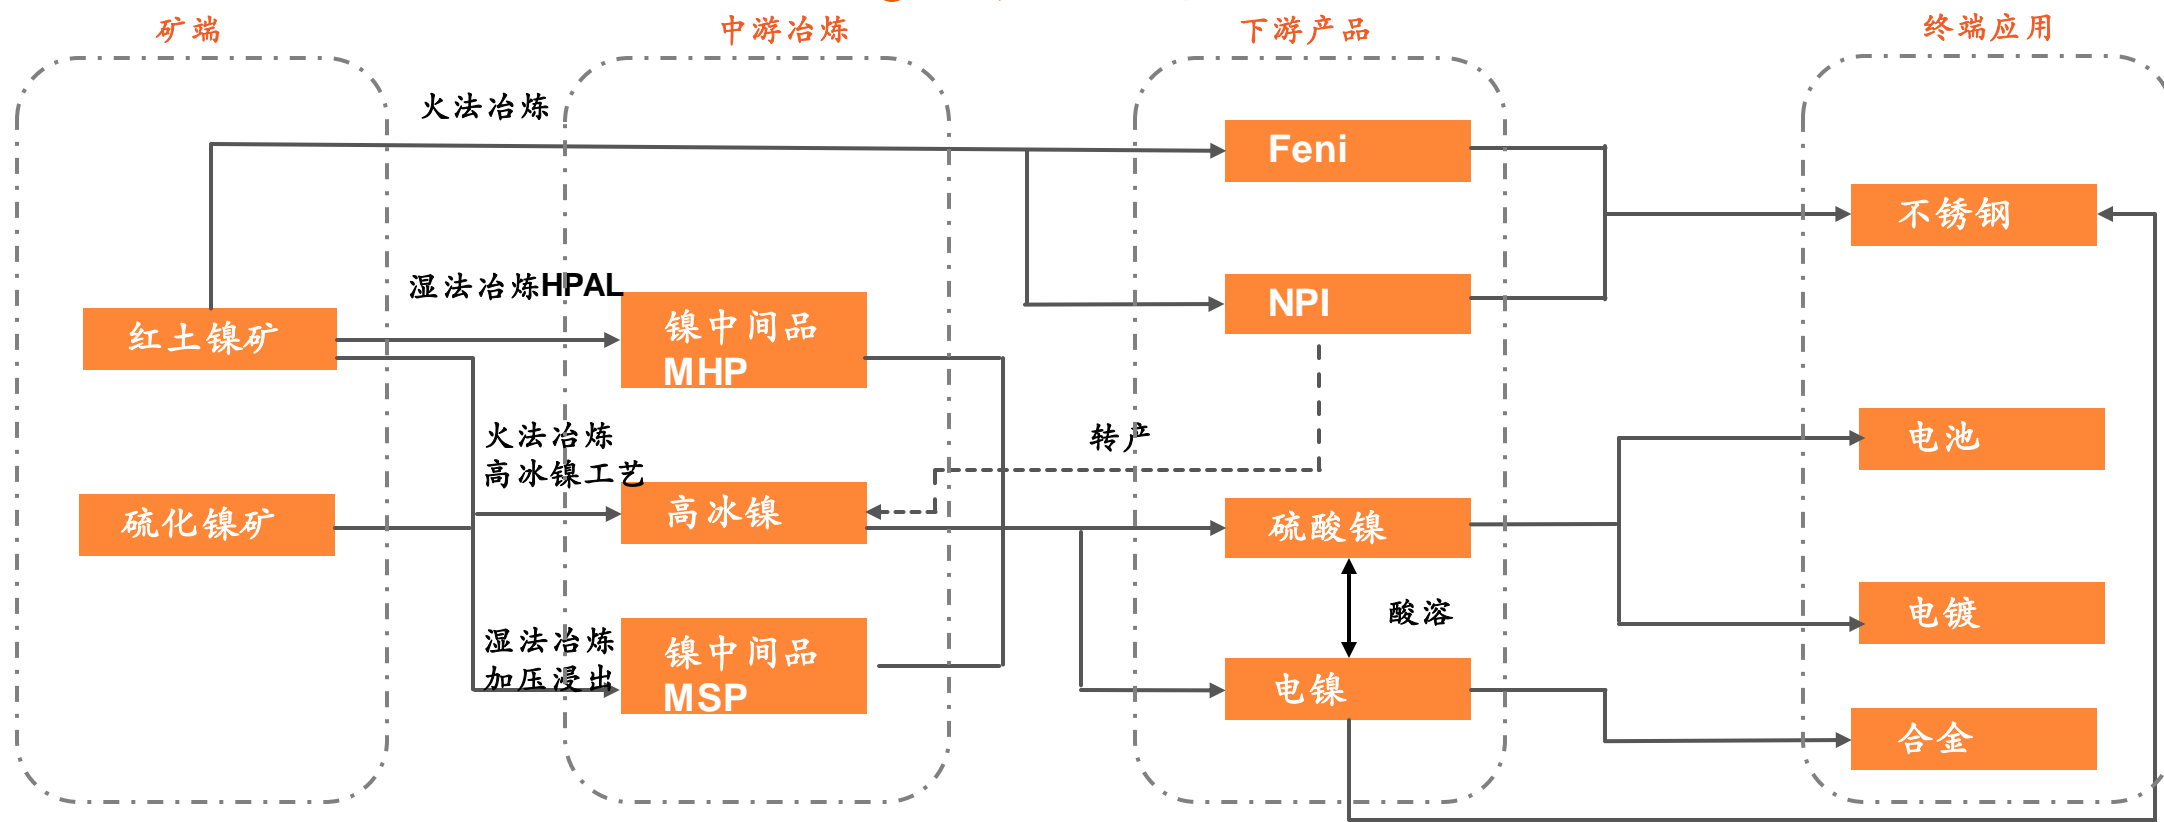 矿端
中游冶炼
下游产品
终端应用
火法冶炼
Feni
不锈钢
湿法冶炼HPAL
NPI
红土镍矿
镍中间品
MHP
火法冶炼
高冰镍工艺
转产
电池
硫化镍矿
高冰镍
硫酸镍
湿法冶炼
加压浸出
镍中间品
MSP
酸溶
电镀
电镍
合金